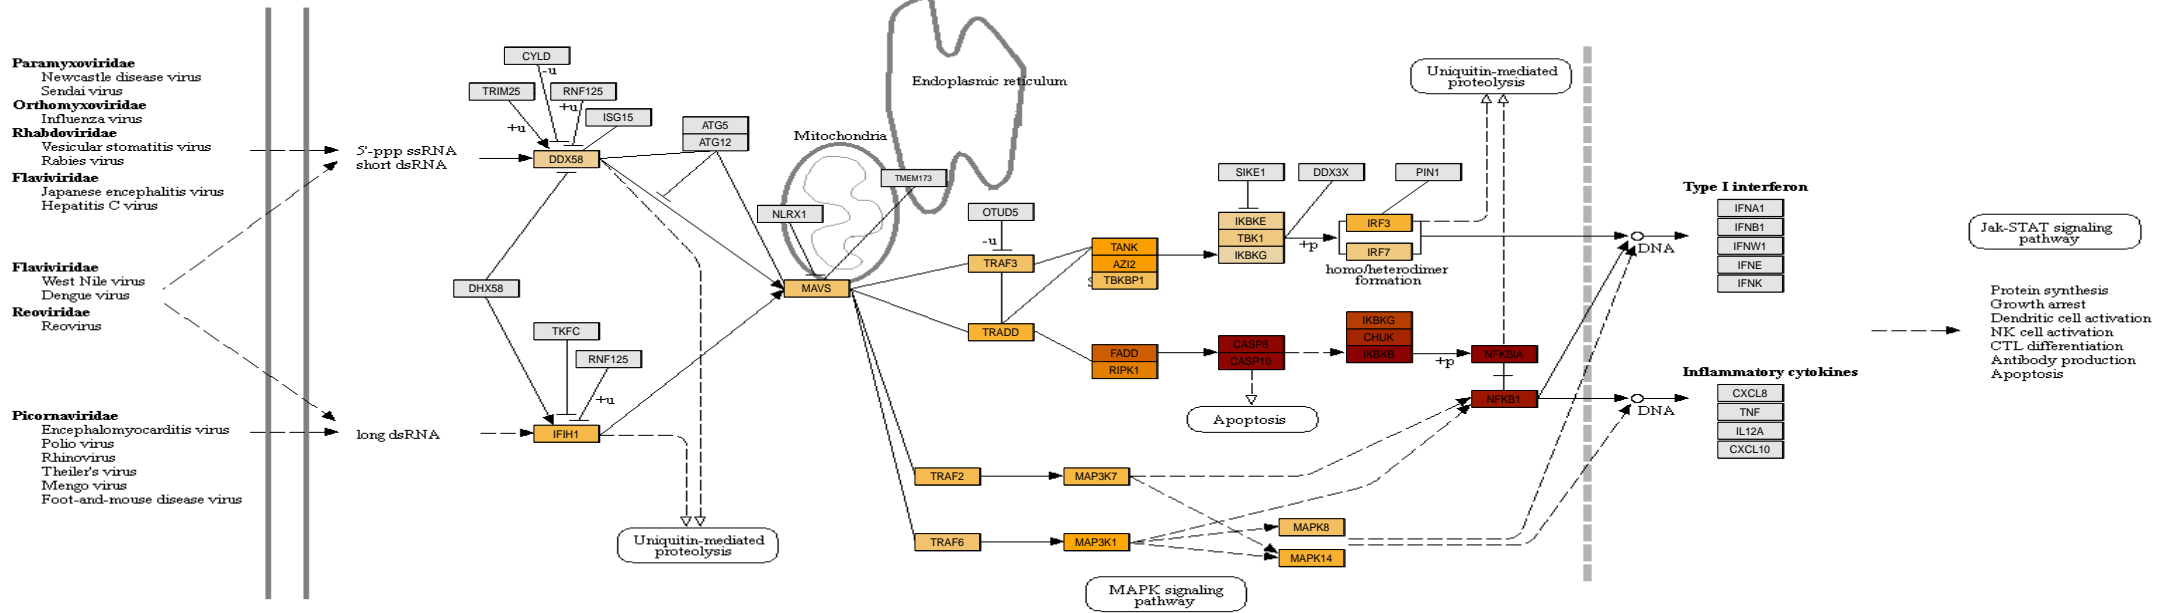 Paramyxoviridae
Newcastle disease virus
Sendai virus
Orthomyxoviridae
Influenza virus
Rhabdoviridae
Vesicular stomatitis virus
Rabies virus
Flaviviridae
Japanese encephalitis virus
Hepatitis C virus
Flaviviridae
West Nile virus
Dengue virus
Reoviridae
Reovirus
Picornaviridae
Encephalomyocarditis virus
Polio virus
Rhinovirus
Theiler's virus
Mengo virus
Foot-and-mouse disease virus
5'-ppp ssRNA
short dsRNA
long dsRNA
CYLD
-u
TRIM25
RNF125
+u
+u
ISG15
DDX58
ATG5
ATG12
DHX58
TKFC
RNF125
+u
IFIH1
Uniquitin-mediated
proteolysis
Mitochondria
Endoplasmic reticulum
TMEM173
NLRX1
MAVS
OTUD5
-u
TRAF3
TRADD
TANK
AZI2
TBKBP1
FADD
RIPK1
TRAF2
MAP3K7
TRAF6
MAP3K1
MAPK8
MAPK14
MAPK signaling
pathway
SIKE1
DDX3X
PIN1
IKBKE
TBK1
IKBKG
+p
IRF3
IRF7
homo/heterodimer
formation
CASP8
CASP10
Apoptosis
IKBKG
CHUK
IKBKB
+p
NFKBIA
NFKB1
Uniquitin-mediated
proteolysis
DNA
DNA
Type I interferon
IFNA1
IFNB1
IFNW1
IFNE
IFNK
Inflammatory cytokines
CXCL8
TNF
IL12A
CXCL10
Jak-STAT signaling
pathway
Protein synthesis
Growth arrest
Dendritic cell activation
NK cell activation
CTL differentiation
Antibody production
Apoptosis